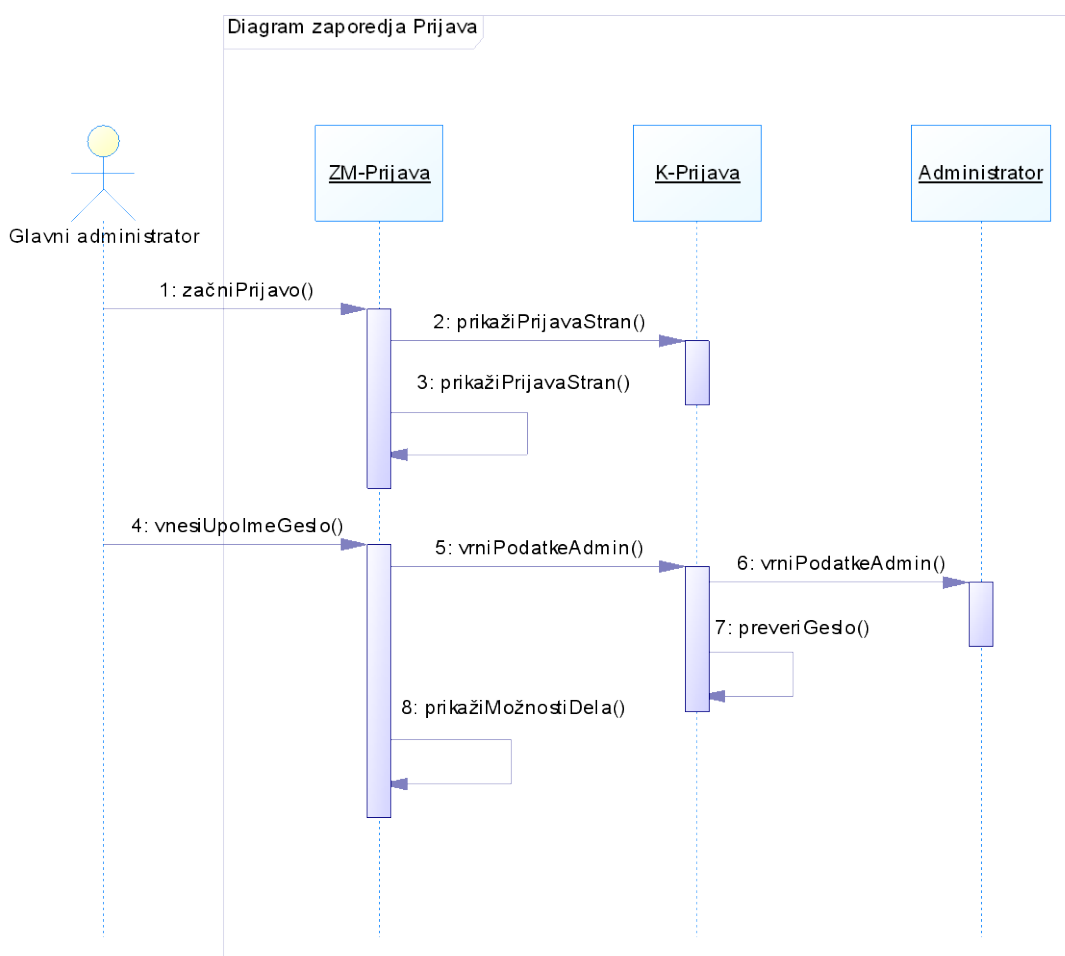 Diagram zaporedja Prijava
ZM-Prijava
K-Prijava
Administrator
Glavni administrator
1: začniPrijavo()
2: prikažiPrijavaStran()
3: prikažiPrijavaStran()
4: vnesiUpoImeGeslo()
5: vrniPodatkeAdmin()
6: vrniPodatkeAdmin()
7: preveriGeslo()
8: prikažiMožnostiDela()